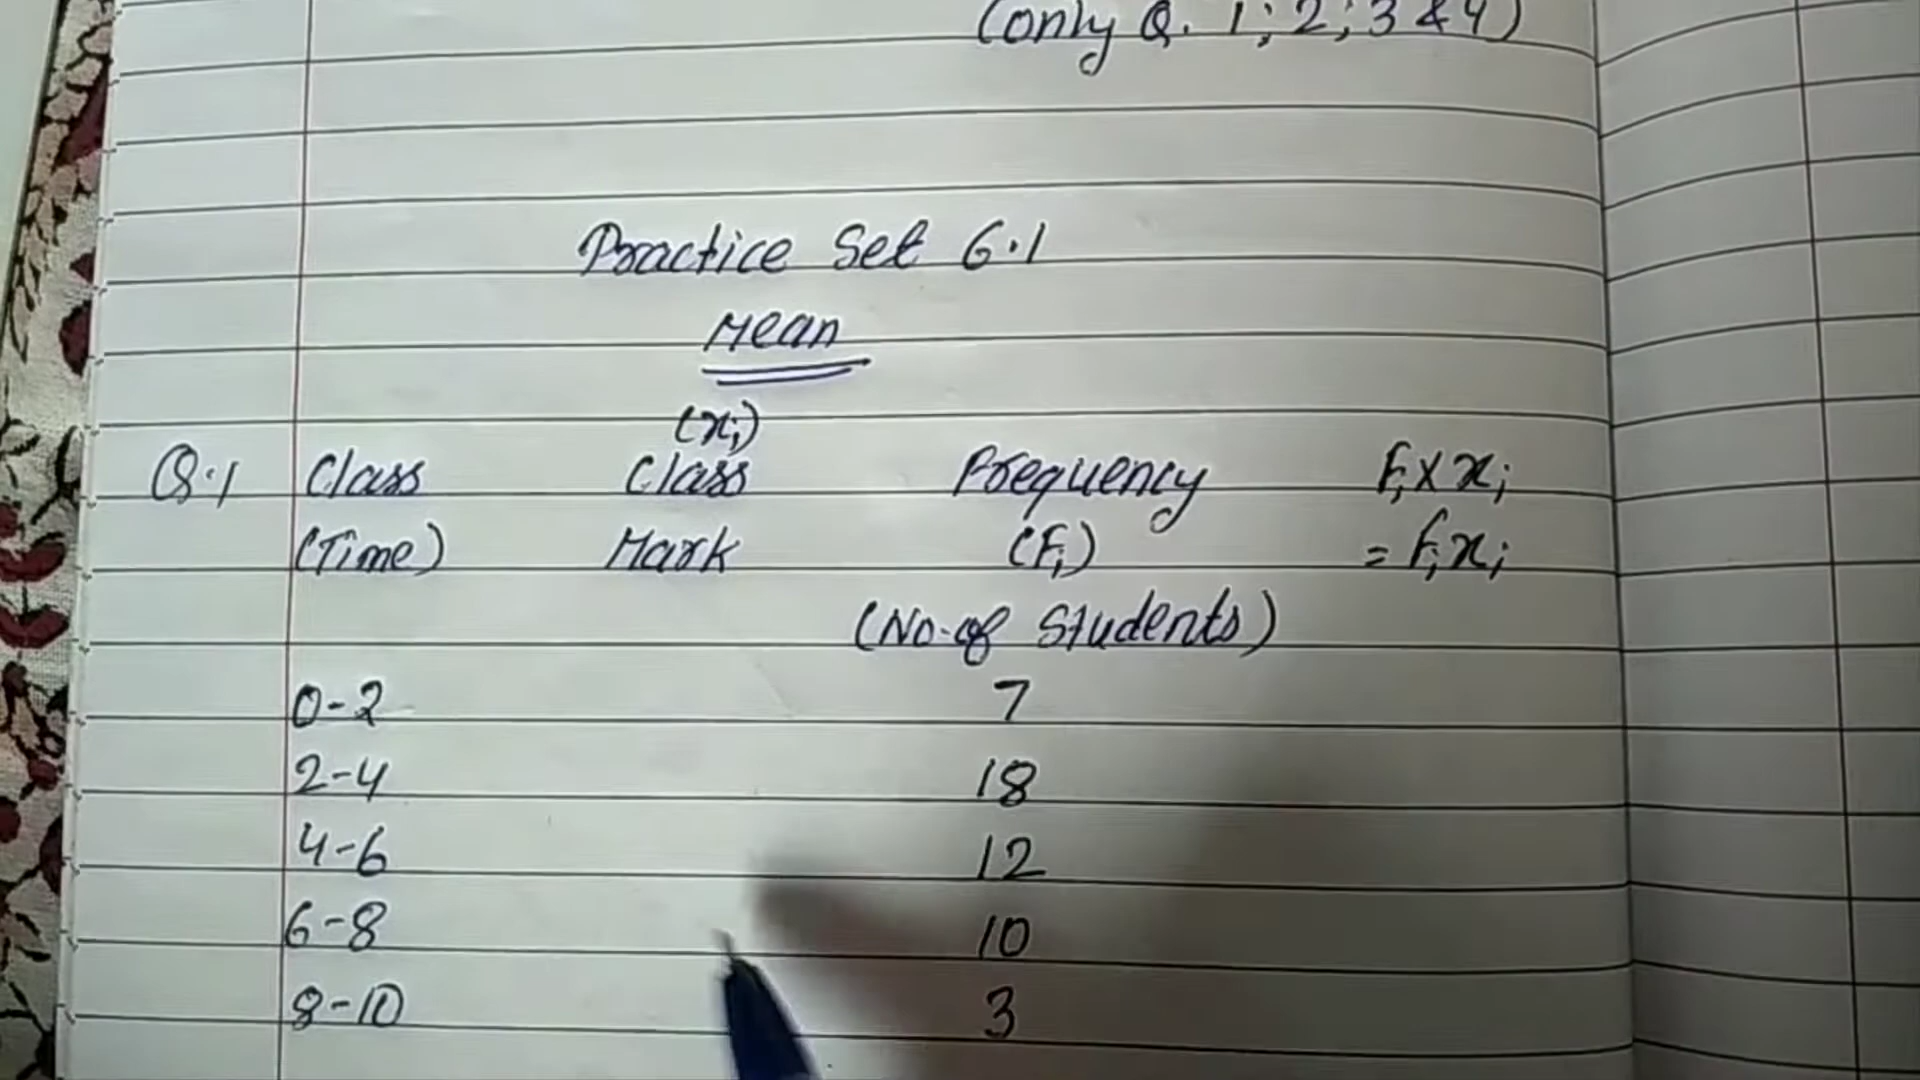 (only Q. 1; 2; 3 & 4)
Practice Set 6.1
Mean
(xi)
Q.1 Class Class Frequency Fi × xi
(Time) Mark (Fi) = fixi
(No. of Students)
0-2 7
2-4 18
4-6 12
6-8 10
8-10 3